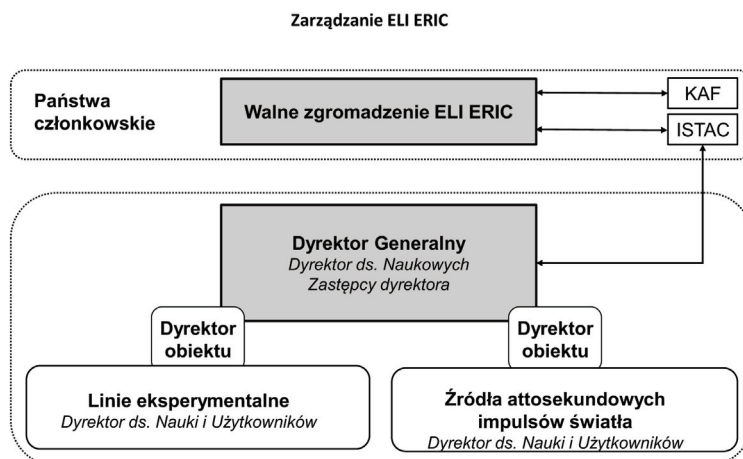 Zarządzanie ELI ERIC
Państwa
członkowskie
Walne zgromadzenie ELI ERIC
KAF
ISTAC
Dyrektor Generalny
Dyrektor ds. Naukowych
Zastępcy dyrektora
Dyrektor
obiektu
Dyrektor
obiektu
Linie eksperymentalne
Dyrektor ds. Nauki i Użytkowników
Źródła attosekundowych
impulsów światła
Dyrektor ds. Nauki i Użytkowników